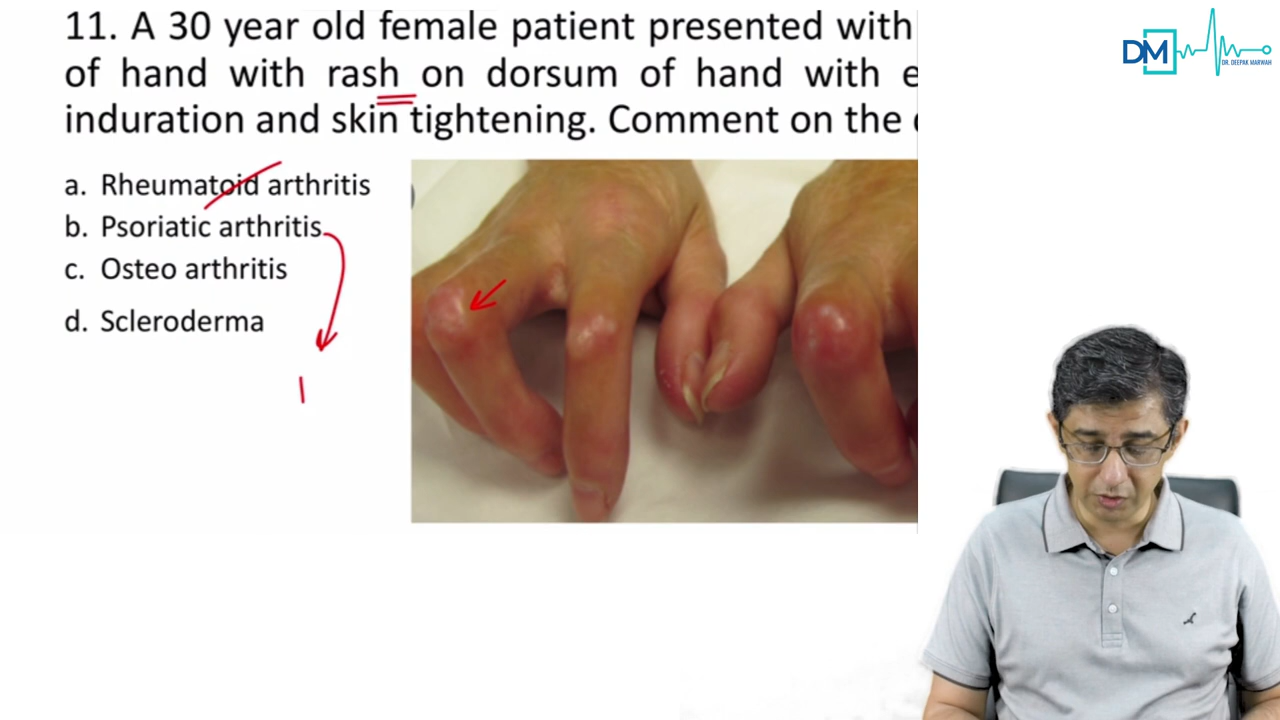 11. A 30 year old female patient presented with
of hand with rash on dorsum of hand with e
induration and skin tightening. Comment on the
a. Rheumatoid arthritis
b. Psoriatic arthritis
c. Osteo arthritis
d. Scleroderma
DM
DR. DEEPAK MARWAH